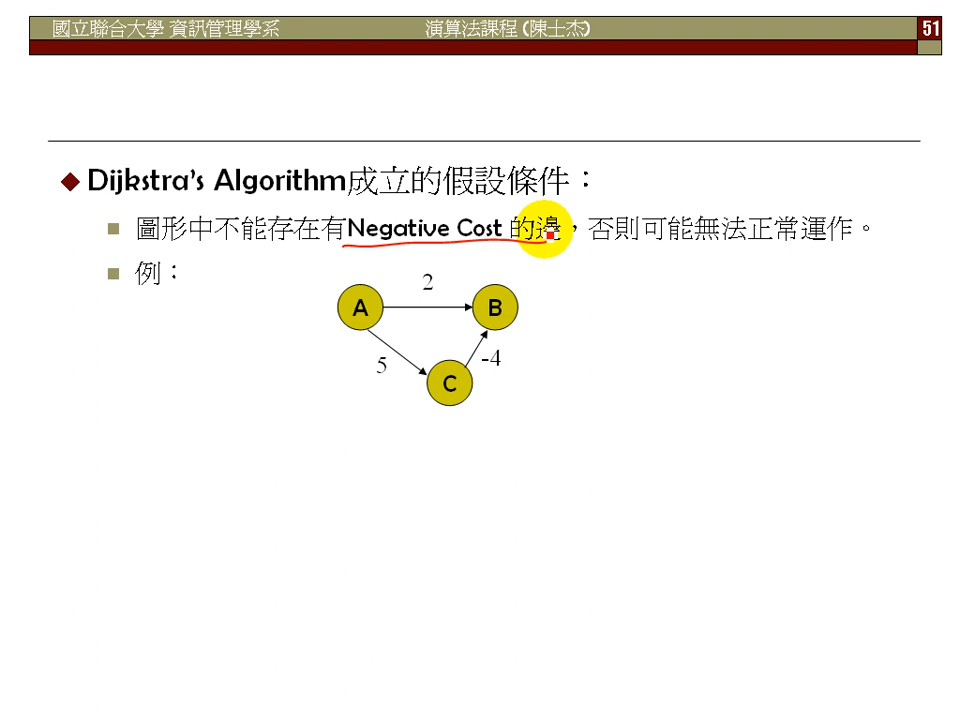 國立聯合大學 資訊管理學系 演算法課程 (陳士杰) 51
Dijkstra's Algorithm成立的假設條件：
圖形中不能存在有Negative Cost 的邊，否則可能無法正常運作。
例：
2
A B
5 -4
C